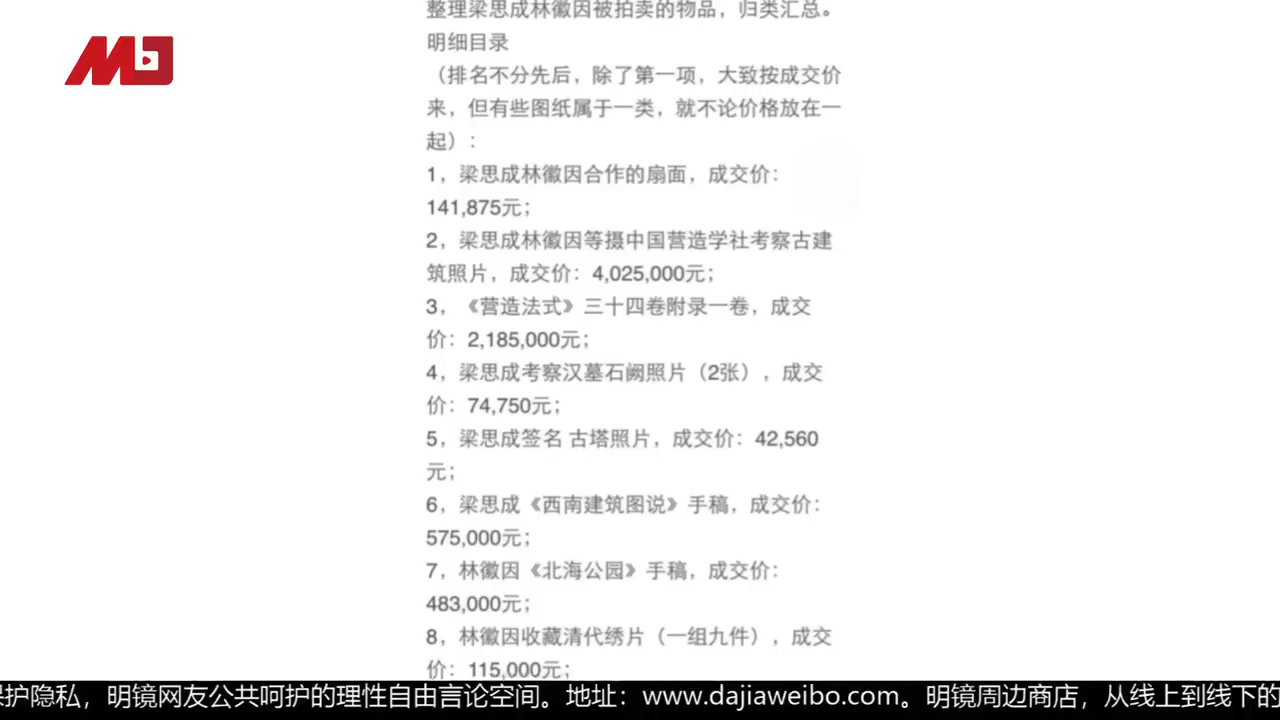 整理梁思成林徽因被拍卖的物品，归类汇总。
明细目录
（排名不分先后，除了第一项，大致按成交价
来，但有些图纸属于一类，就不论价格放在一
起）：
1，梁思成林徽因合作的扇面，成交价：
141,875元；
2，梁思成林徽因等摄中国营造学社考察古建
筑照片，成交价：4,025,000元；
3，《营造法式》三十四卷附录一卷，成交
价：2,185,000元；
4，梁思成考察汉墓石阙照片（2张），成交
价：74,750元；
5，梁思成签名 古塔照片，成交价：42,560
元；
6，梁思成《西南建筑图说》手稿，成交价：
575,000元；
7，林徽因《北海公园》手稿，成交价：
483,000元；
8，林徽因收藏清代绣片（一组九件），成交
价：115,000元；
保护隐私，明镜网友公共呵护的理性自由言论空间。地址：www.dajiaweibo.com。明镜周边商店，从线上到线下的